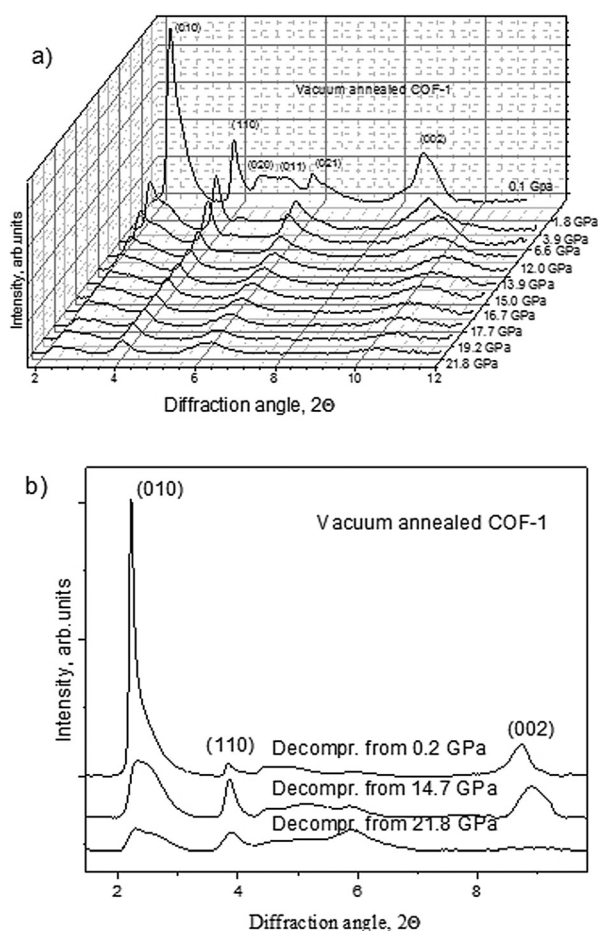 a)
(010)
Vacuum annealed COF-1
(110)
(020)
(011)
(021)
(002)
0.1 Gpa
1.8 GPa
3.9 GPa
6.6 GPa
12.0 GPa
13.9 GPa
15.0 GPa
16.7 GPa
17.7 GPa
19.2 GPa
21.8 GPa
Intensity, arb.units
2 4 6 8 10 12
Diffraction angle, 2Θ
b)
(010)
Vacuum annealed COF-1
Intensity, arb.units
(110)
Decompr. from 0.2 GPa
(002)
Decompr. from 14.7 GPa
Decompr. from 21.8 GPa
2 4 6 8
Diffraction angle, 2Θ